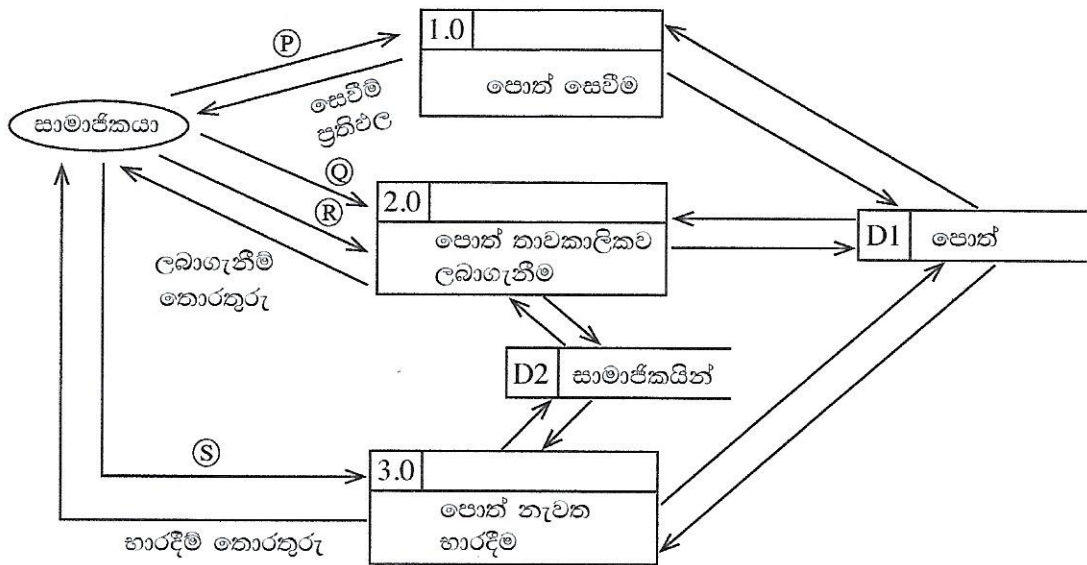 1.0
Ⓟ
පොත් සෙවීම
සෙවීම්
ප්‍රතිඵල
සාමාජිකයා
Ⓠ
2.0
Ⓡ
පොත් තාවකාලිකව
ලබාගැනීම
D1 පොත්
ලබාගැනීම්
තොරතුරු
D2 සාමාජිකයින්
Ⓢ
3.0
පොත් නැවත
භාරදීම
භාරදීම් තොරතුරු